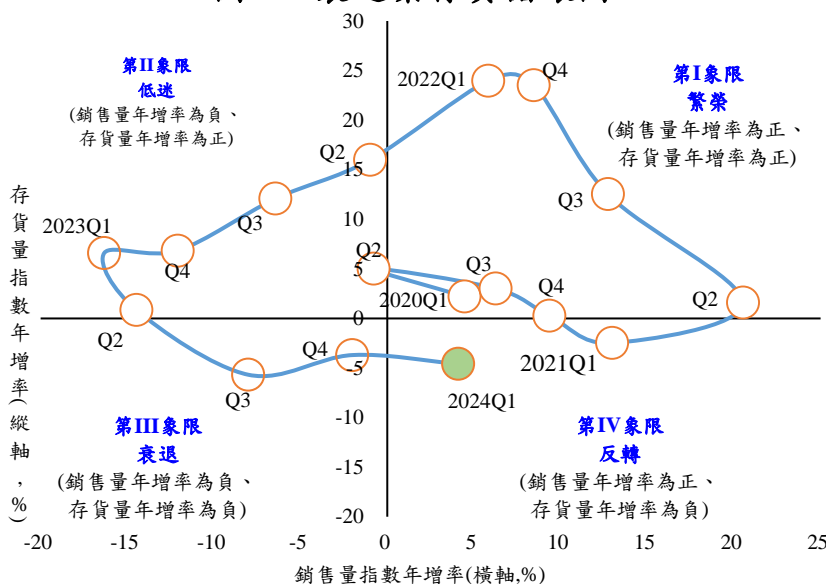 30
25
20
15
10
5
0
-5
-10
-15
-20
-20
-15
-10
-5
0
5
10
15
20
25
第II象限
低迷
(銷售量年增率為負、
存貨量年增率為正)
第I象限
繁榮
(銷售量年增率為正、
存貨量年增率為正)
2022Q1
Q4
Q2
Q3
Q3
2023Q1
Q4
Q2
Q3
2020Q1
Q4
Q2
Q2
2021Q1
Q4
Q3
2024Q1
第III象限
衰退
(銷售量年增率為負、
存貨量年增率為負)
第IV象限
反轉
(銷售量年增率為正、
存貨量年增率為負)
存貨量指數年增率(縱軸,%)
銷售量指數年增率(橫軸,%)